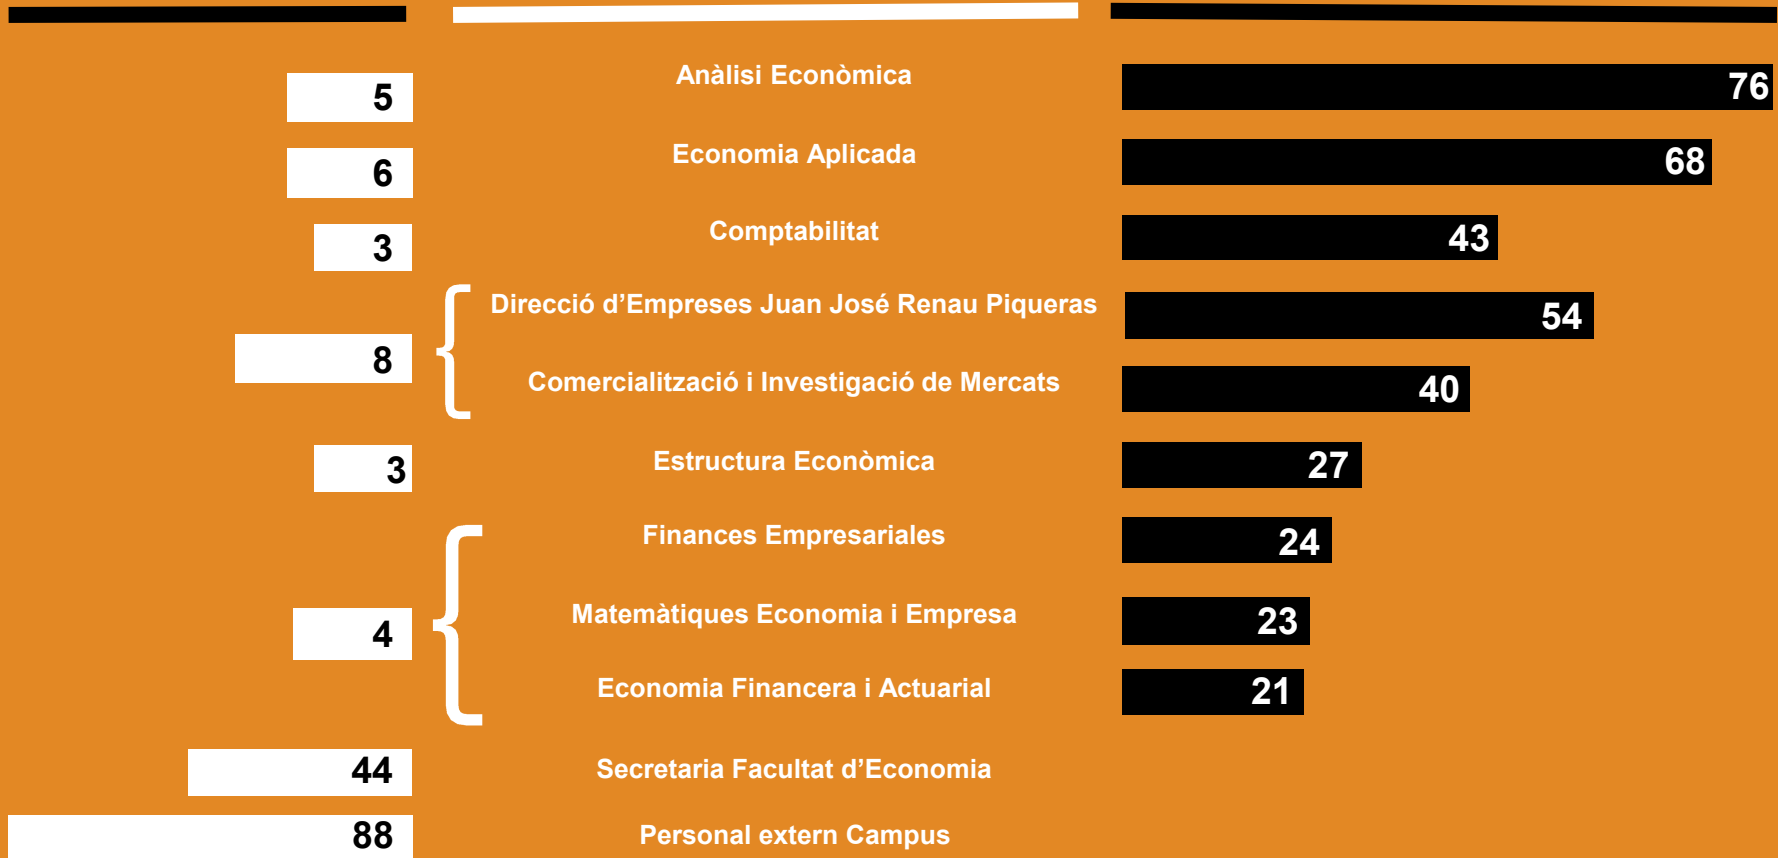 5 Anàlisi Econòmica 76
6 Economia Aplicada 68
3 Comptabilitat 43
Direcció d’Empreses Juan José Renau Piqueras 54
8
Comercialització i Investigació de Mercats 40
3 Estructura Econòmica 27
Finances Empresariales 24
4 Matemàtiques Economia i Empresa 23
Economia Financera i Actuarial 21
44 Secretaria Facultat d’Economia
88 Personal extern Campus